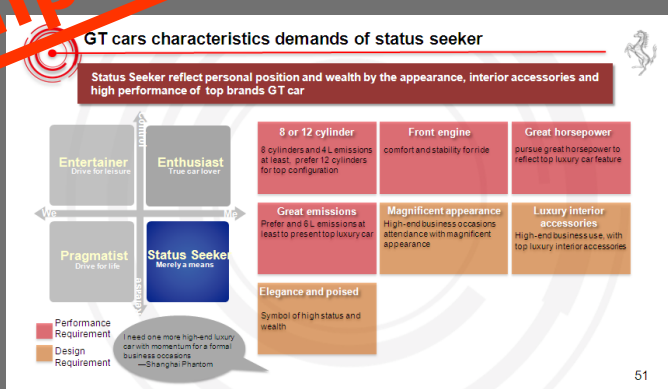 GT cars characteristics demands of status seeker
Status Seeker reflect personal position and wealth by the appearance, interior accessories and
high performance of top brands GT car
Entertainer
Drive for leisure
Enthusiast
True car lover
We
Me
Pragmatist
Drive for life
Status Seeker
Merely a means
8 or 12 cylinder
8 cylinders and 4 L emissions
at least, prefer 12 cylinders
for top configuration
Front engine
comfort and stability for ride
Great horsepower
pursue great horsepower to
reflect top luxury car feature
Great emissions
Prefer and 6 L emissions at
least to present top luxury car
Magnificent appearance
High-end business occasions
attendance with magnificent
appearance
Luxury interior
accessories
High-end business use, with
top luxury interior accessories
Elegance and poised
Symbol of high status and
wealth
Performance
Requirement
Design
Requirement
I need one more high-end luxury
car with momentum for a formal
business occasions
—Shanghai Phantom
51